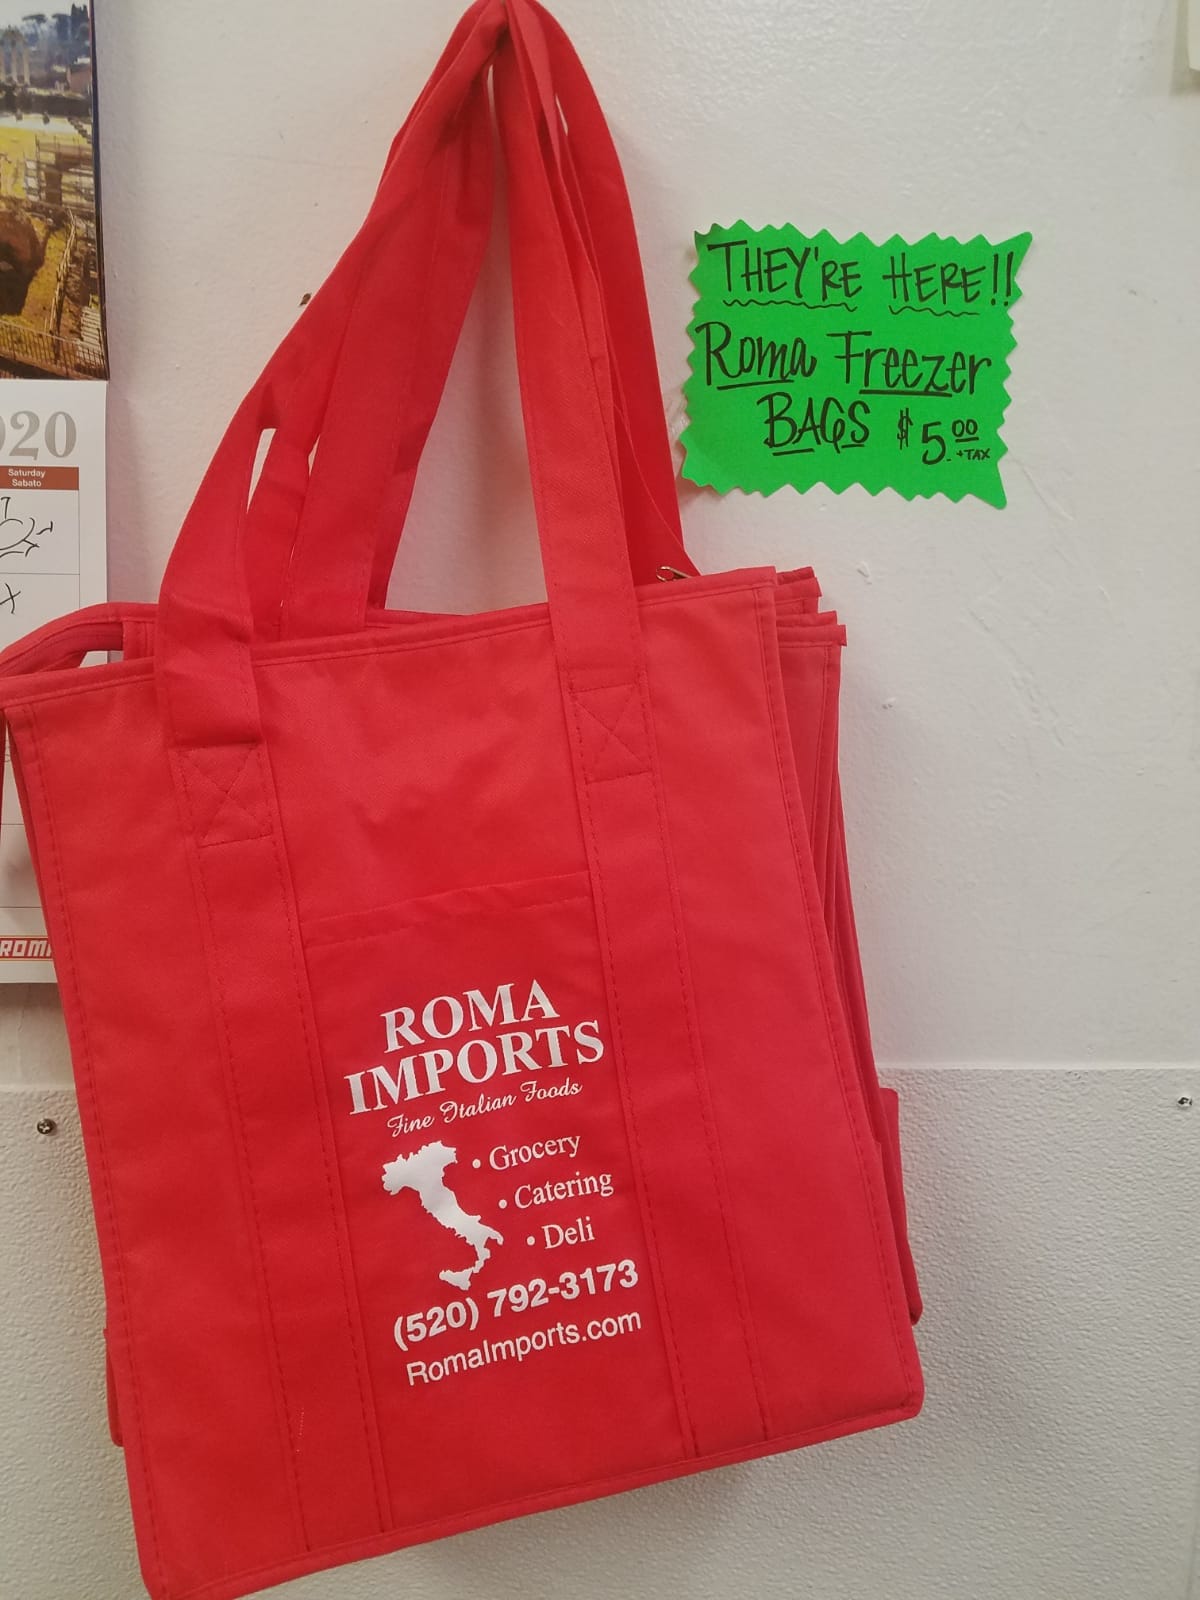 THEY'RE HERE!!
Roma Freezer
BAGS $5.00
+TAX
020
Saturday
Sabato
ROMA
IMPORTS
Fine Italian Foods
• Grocery
• Catering
• Deli
(520) 792-3173
RomaImports.com